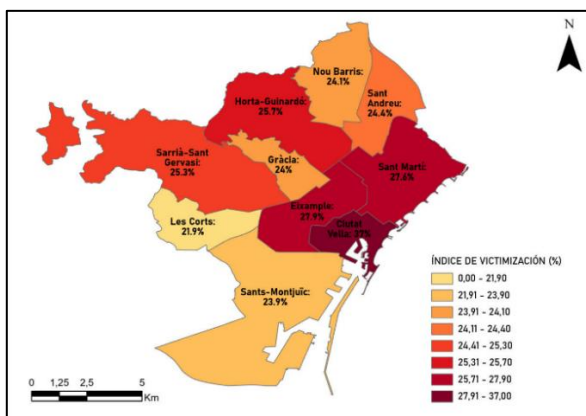 N
Nou Barris:
24.1%
Sant
Andreu:
24.4%
Horta-Guinardó:
25.7%
Sarrià-Sant
Gervasi:
25.3%
Gràcia:
24%
Sant Martí:
27.6%
Eixample:
27.9%
Ciutat
Vella: 37%
Les Corts:
21.9%
Sants-Montjuïc:
23.9%
ÍNDICE DE VICTIMIZACIÓN (%)
0,00 - 21,90
21,91 - 23,90
23,91 - 24,10
24,11 - 24,40
24,41 - 25,30
25,31 - 25,70
25,71 - 27,90
27,91 - 37,00
0 1,25 2,5 5
Km